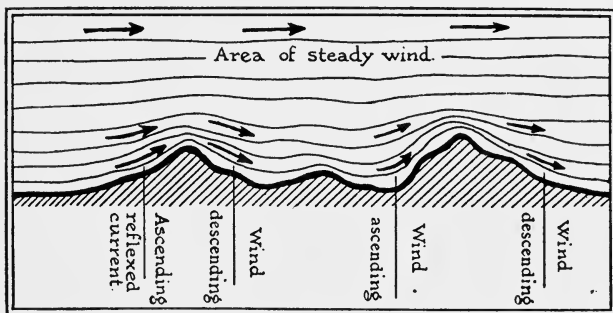 Area of steady wind.
Ascending
reflexed
current.
Wind
descending
Wind
ascending
Wind
descending